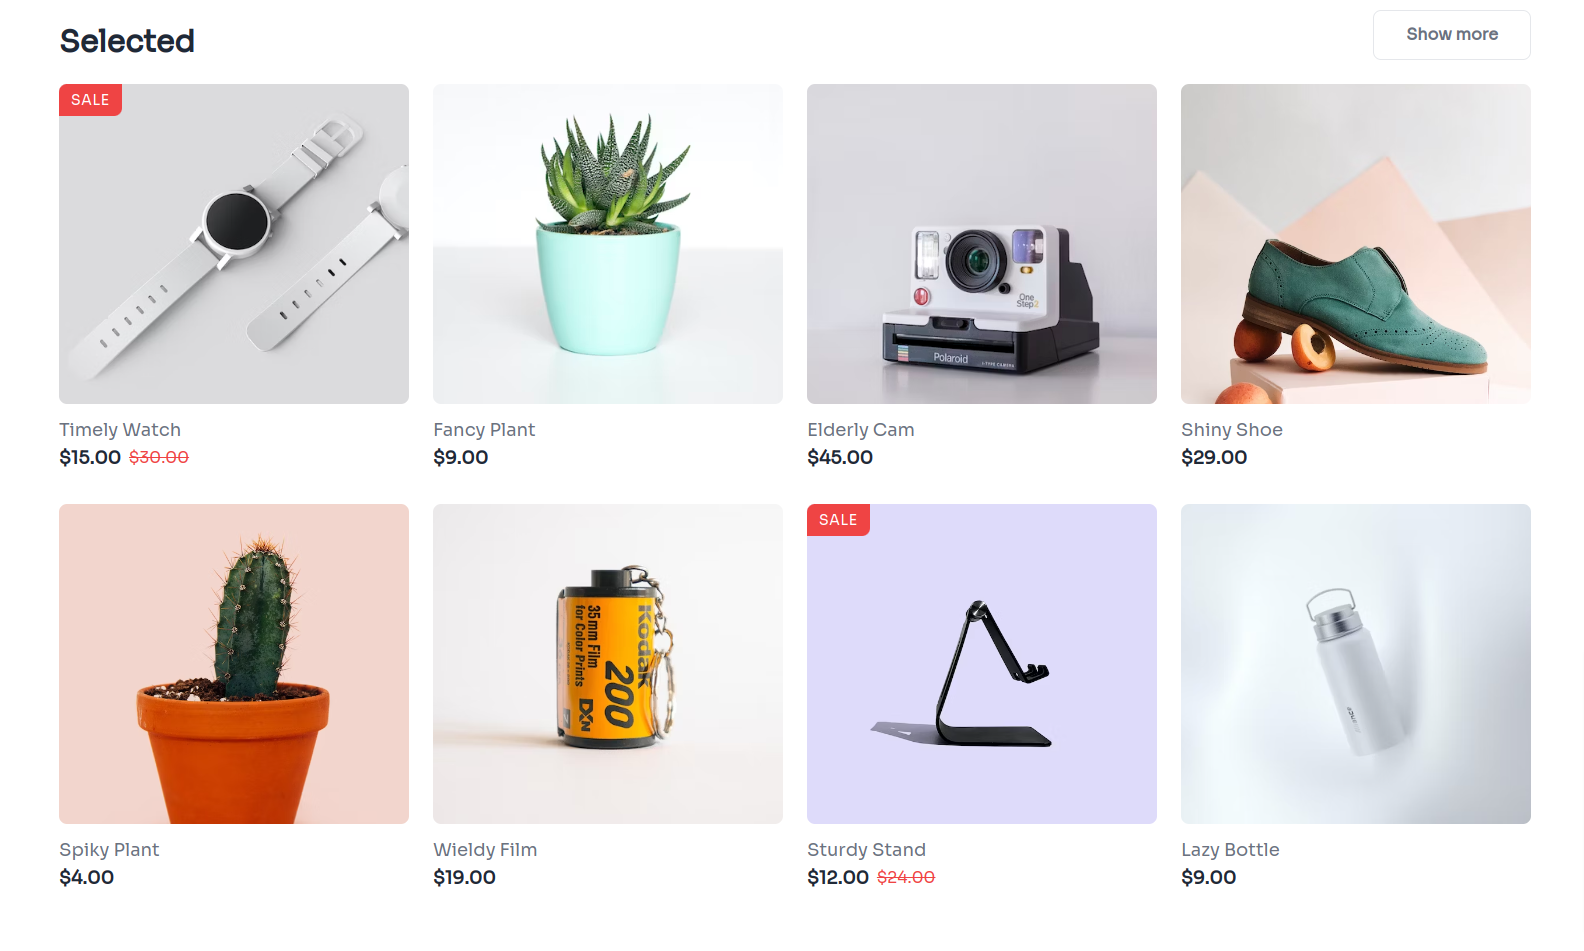 Selected
Show more
SALE
One
Step 2
Polaroid
Timely Watch
$15.00 $30.00
Fancy Plant
$9.00
Elderly Cam
$45.00
Shiny Shoe
$29.00
Kodak
35mm Film
for Color Prints
200
DXN
SALE
Spiky Plant
$4.00
Wieldy Film
$19.00
Sturdy Stand
$12.00 $24.00
Lazy Bottle
$9.00